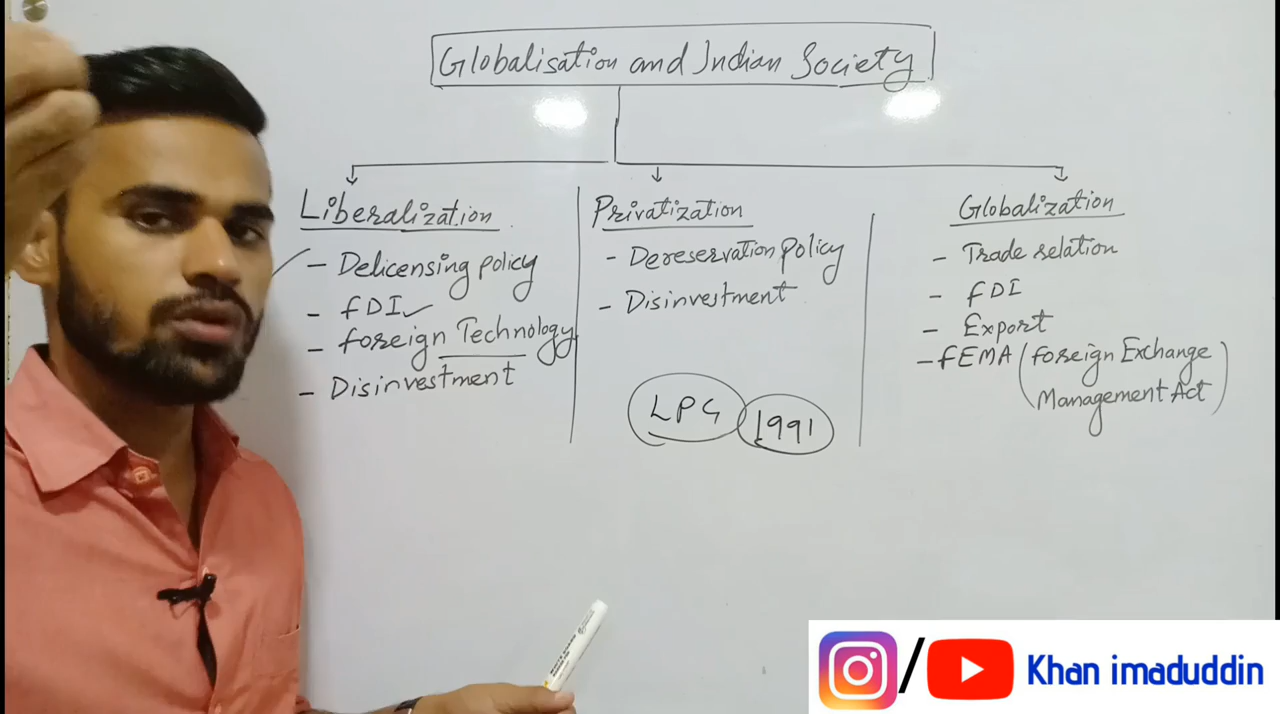 Globalisation and Indian Society
Liberalization
- Delicensing policy
- FDI ✓
- Foreign Technology
- Disinvestment
Privatization
- Dereservation Policy
- Disinvestment
LPG 1991
Globalization
- Trade relation
- FDI
- Export
- FEMA (Foreign Exchange
Management Act)
/ Khan imaduddin